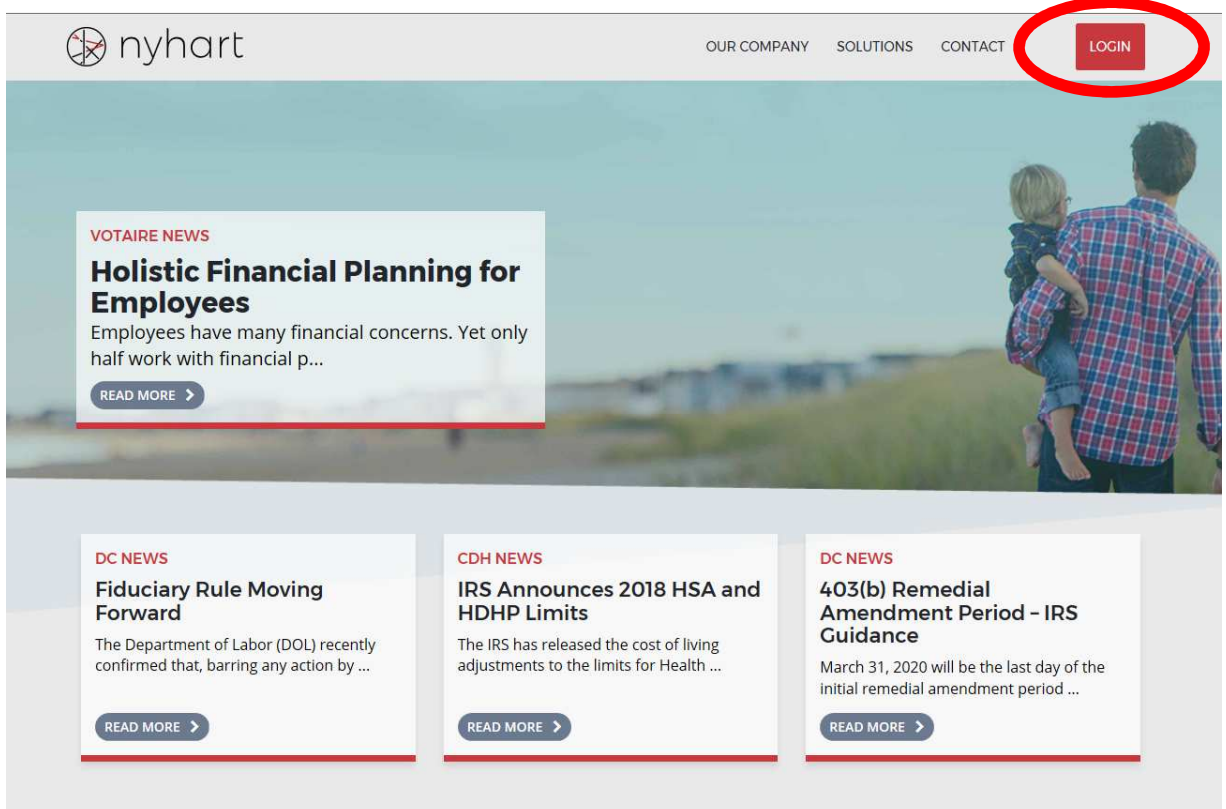 nyhart
OUR COMPANY SOLUTIONS CONTACT LOGIN
VOTAIRE NEWS
Holistic Financial Planning for
Employees
Employees have many financial concerns. Yet only
half work with financial p...
READ MORE
DC NEWS
Fiduciary Rule Moving
Forward
The Department of Labor (DOL) recently
confirmed that, barring any action by ...
READ MORE
CDH NEWS
IRS Announces 2018 HSA and
HDHP Limits
The IRS has released the cost of living
adjustments to the limits for Health ...
READ MORE
DC NEWS
403(b) Remedial
Amendment Period – IRS
Guidance
March 31, 2020 will be the last day of the
initial remedial amendment period ...
READ MORE